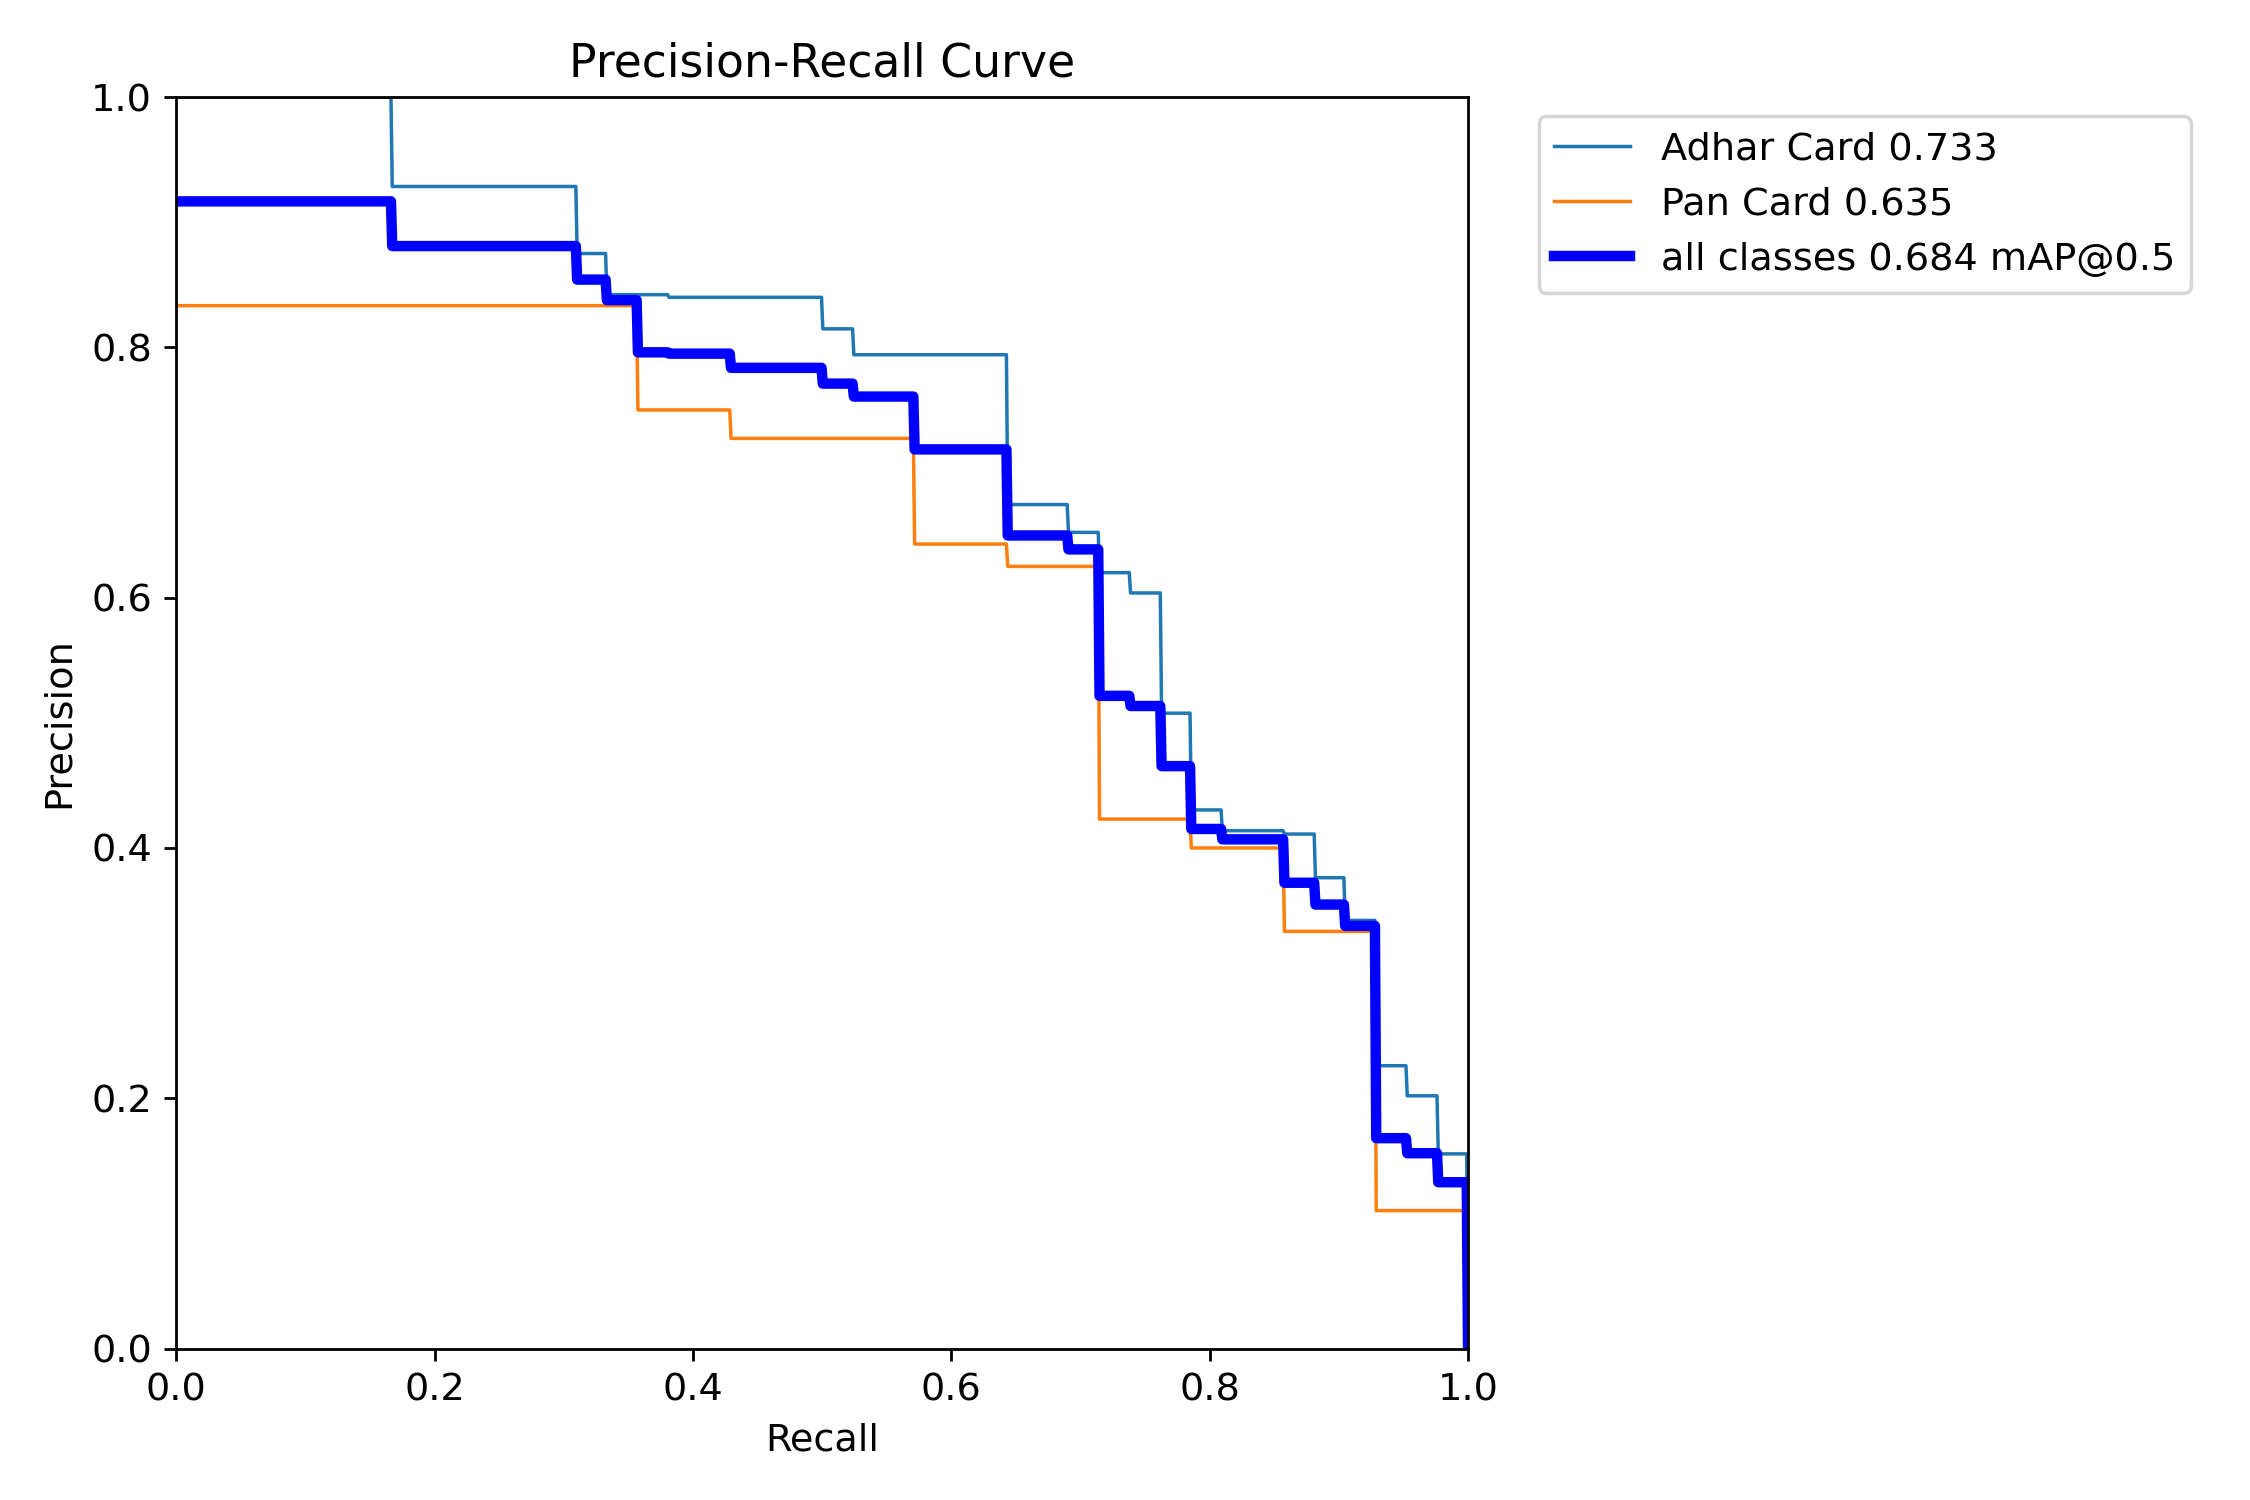 Precision-Recall Curve
1.0
0.8
0.6
0.4
0.2
0.0
Precision
0.0 0.2 0.4 0.6 0.8 1.0
Recall
Adhar Card 0.733
Pan Card 0.635
all classes 0.684 mAP@0.5